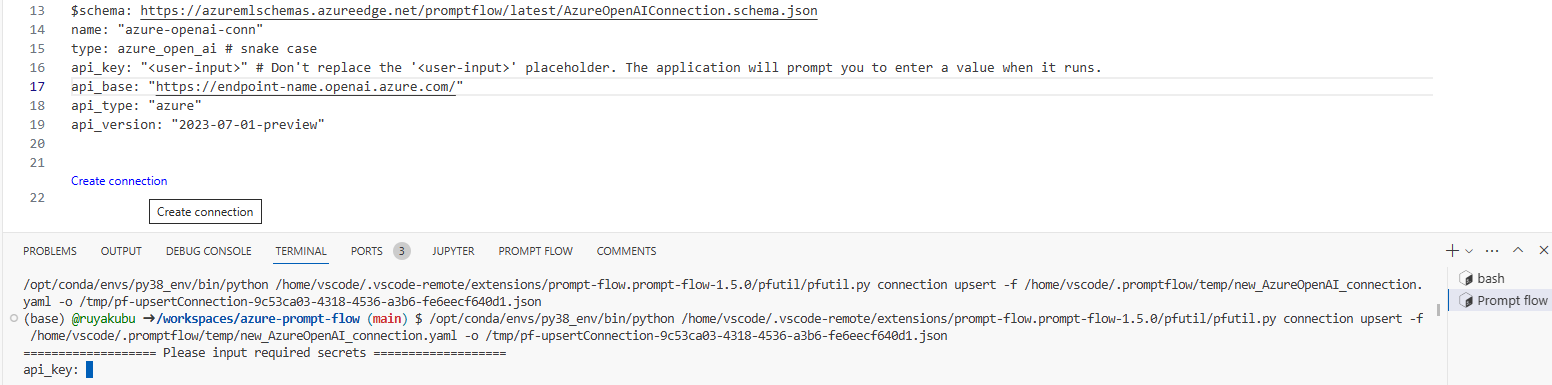 13 $schema: https://azuremlschemas.azureedge.net/promptflow/latest/AzureOpenAIConnection.schema.json
14 name: "azure-openai-conn"
15 type: azure_open_ai # snake case
16 api_key: "<user-input>" # Don't replace the '<user-input>' placeholder. The application will prompt you to enter a value when it runs.
17 api_base: "https://endpoint-name.openai.azure.com/"
18 api_type: "azure"
19 api_version: "2023-07-01-preview"
20
21
Create connection
22
Create connection
PROBLEMS OUTPUT DEBUG CONSOLE TERMINAL PORTS 3 JUPYTER PROMPT FLOW COMMENTS
/opt/conda/envs/py38_env/bin/python /home/vscode/.vscode-remote/extensions/prompt-flow.prompt-flow-1.5.0/pfutil/pfutil.py connection upsert -f /home/vscode/.promptflow/temp/new_AzureOpenAI_connection.
yaml -o /tmp/pf-upsertConnection-9c53ca03-4318-4536-a3b6-fe6eecf640d1.json
(base) @ruyakubu ➜/workspaces/azure-prompt-flow (main) $ /opt/conda/envs/py38_env/bin/python /home/vscode/.vscode-remote/extensions/prompt-flow.prompt-flow-1.5.0/pfutil/pfutil.py connection upsert -f
/home/vscode/.promptflow/temp/new_AzureOpenAI_connection.yaml -o /tmp/pf-upsertConnection-9c53ca03-4318-4536-a3b6-fe6eecf640d1.json
=================== Please input required secrets ===================
api_key:
bash
Prompt flow